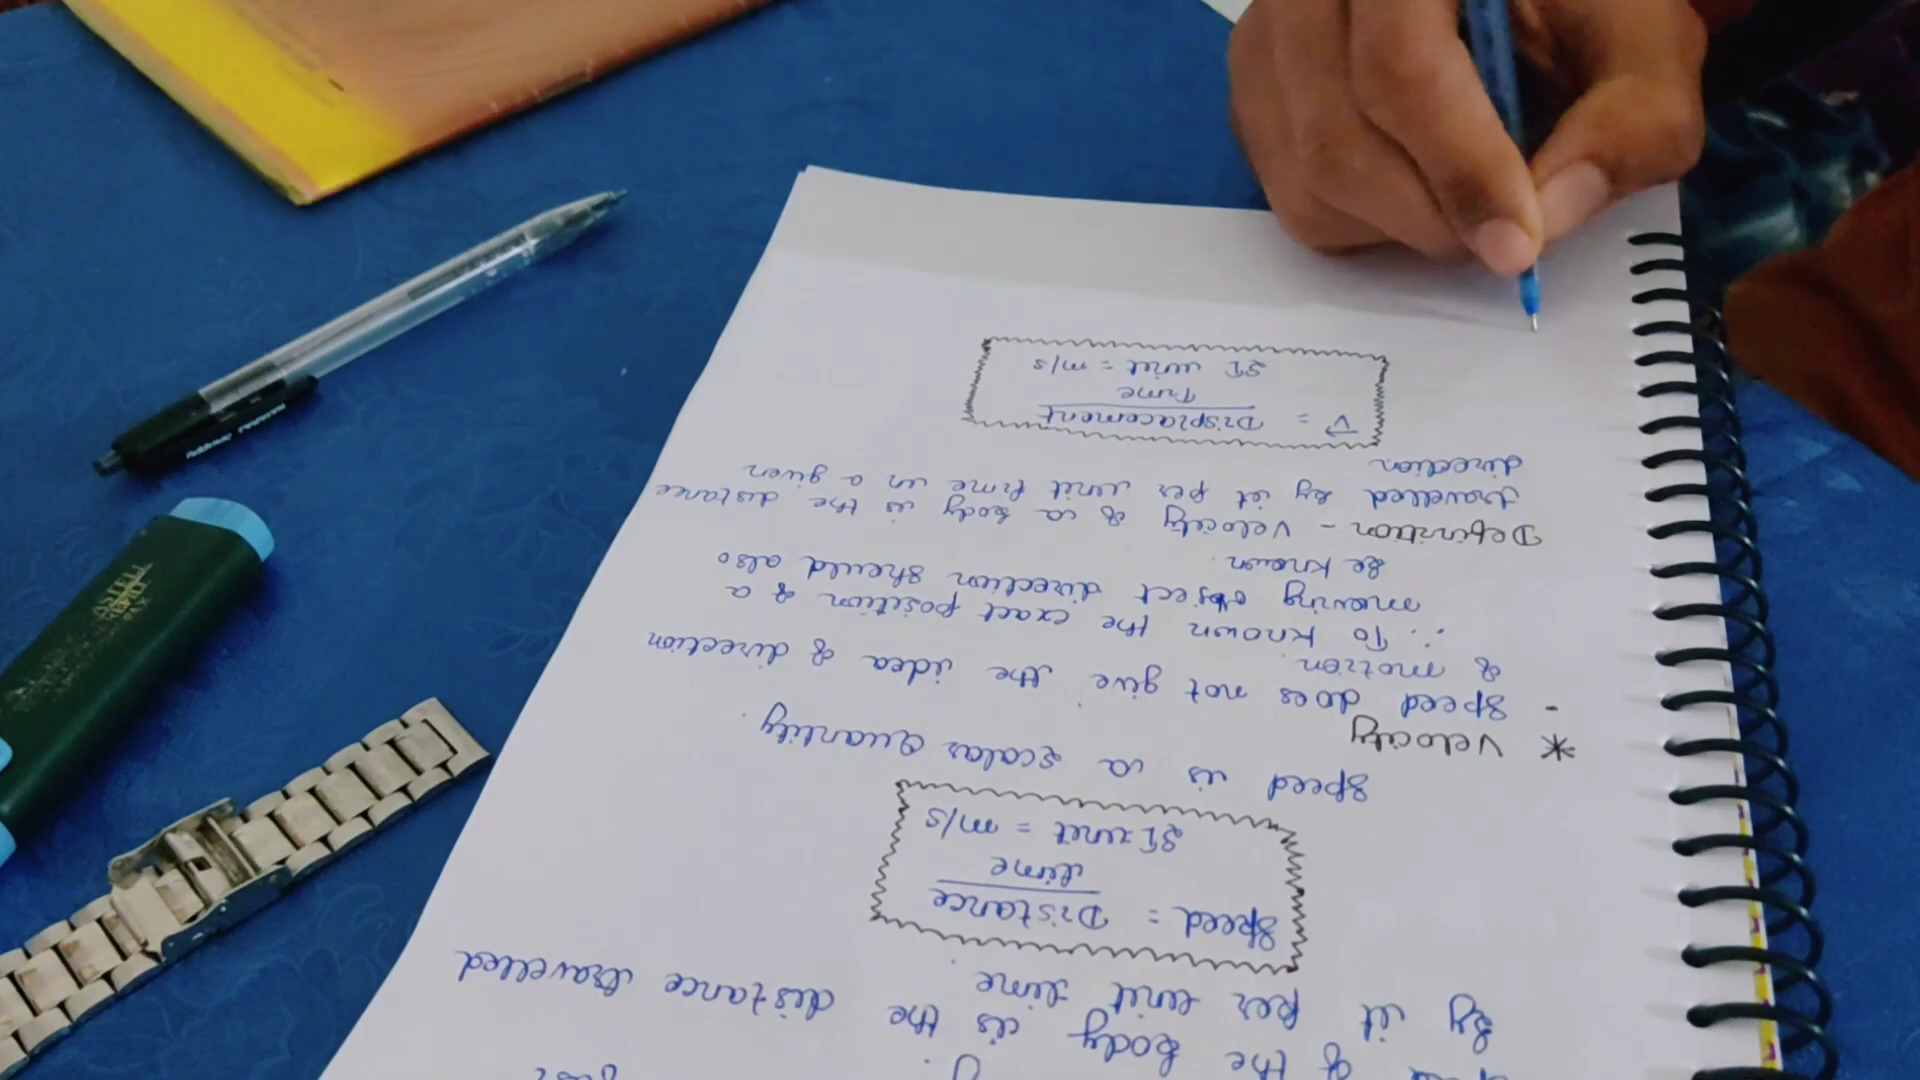 of the body is the distance travelled
by it per unit time
Speed = Distance
time
SI unit = m/s
Speed is a scalar Quantity.
* Velocity
- Speed does not give the idea of direction
of motion.
∴ To known the exact position of a
moving object direction should also
be known.
Definition - Velocity of a body is the distance
travelled by it per unit time in a given
direction
V⃗ = Displacement
Time
SI unit = m/s